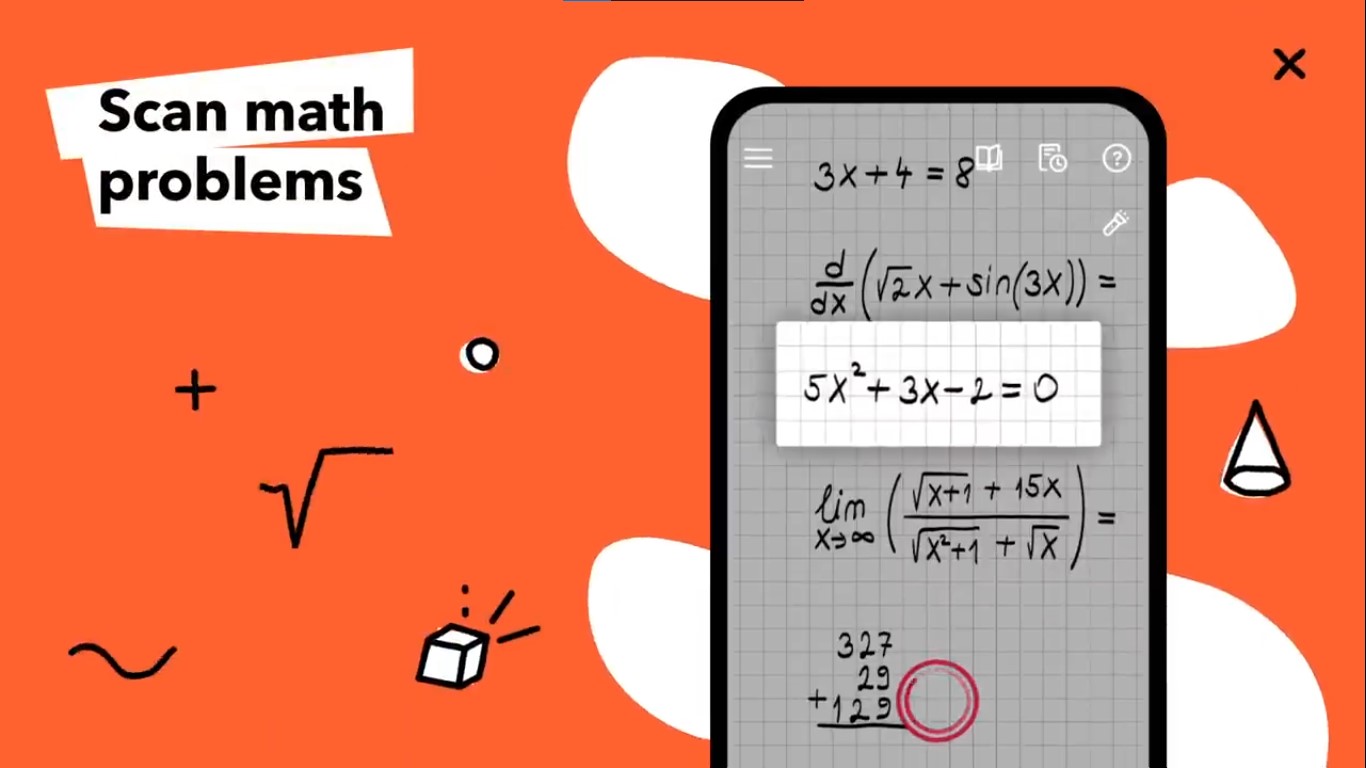 Scan math
problems
3x + 4 = 8
d/dx (√2x + sin(3x)) =
5x² + 3x - 2 = 0
lim x→∞ ((√(x+1) + 15x) / (√(x²+1) + √x)) =
327
29
+129